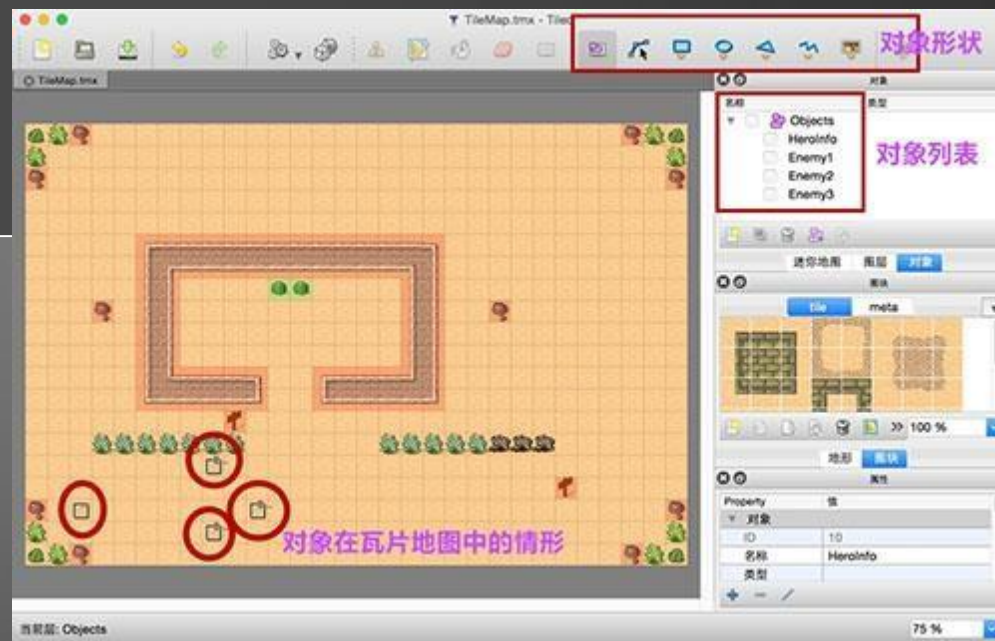 TileMap.tmx - Tiled
对象形状
TileMap.tmx
对象
名称
类型
Objects
HeroInfo
Enemy1
Enemy2
Enemy3
对象列表
迷你地图 图层 对象
图块
tile meta
100 %
地形 图块
属性
Property 值
对象
ID 10
名称 HeroInfo
类型
对象在瓦片地图中的情形
当前层: Objects
75 %